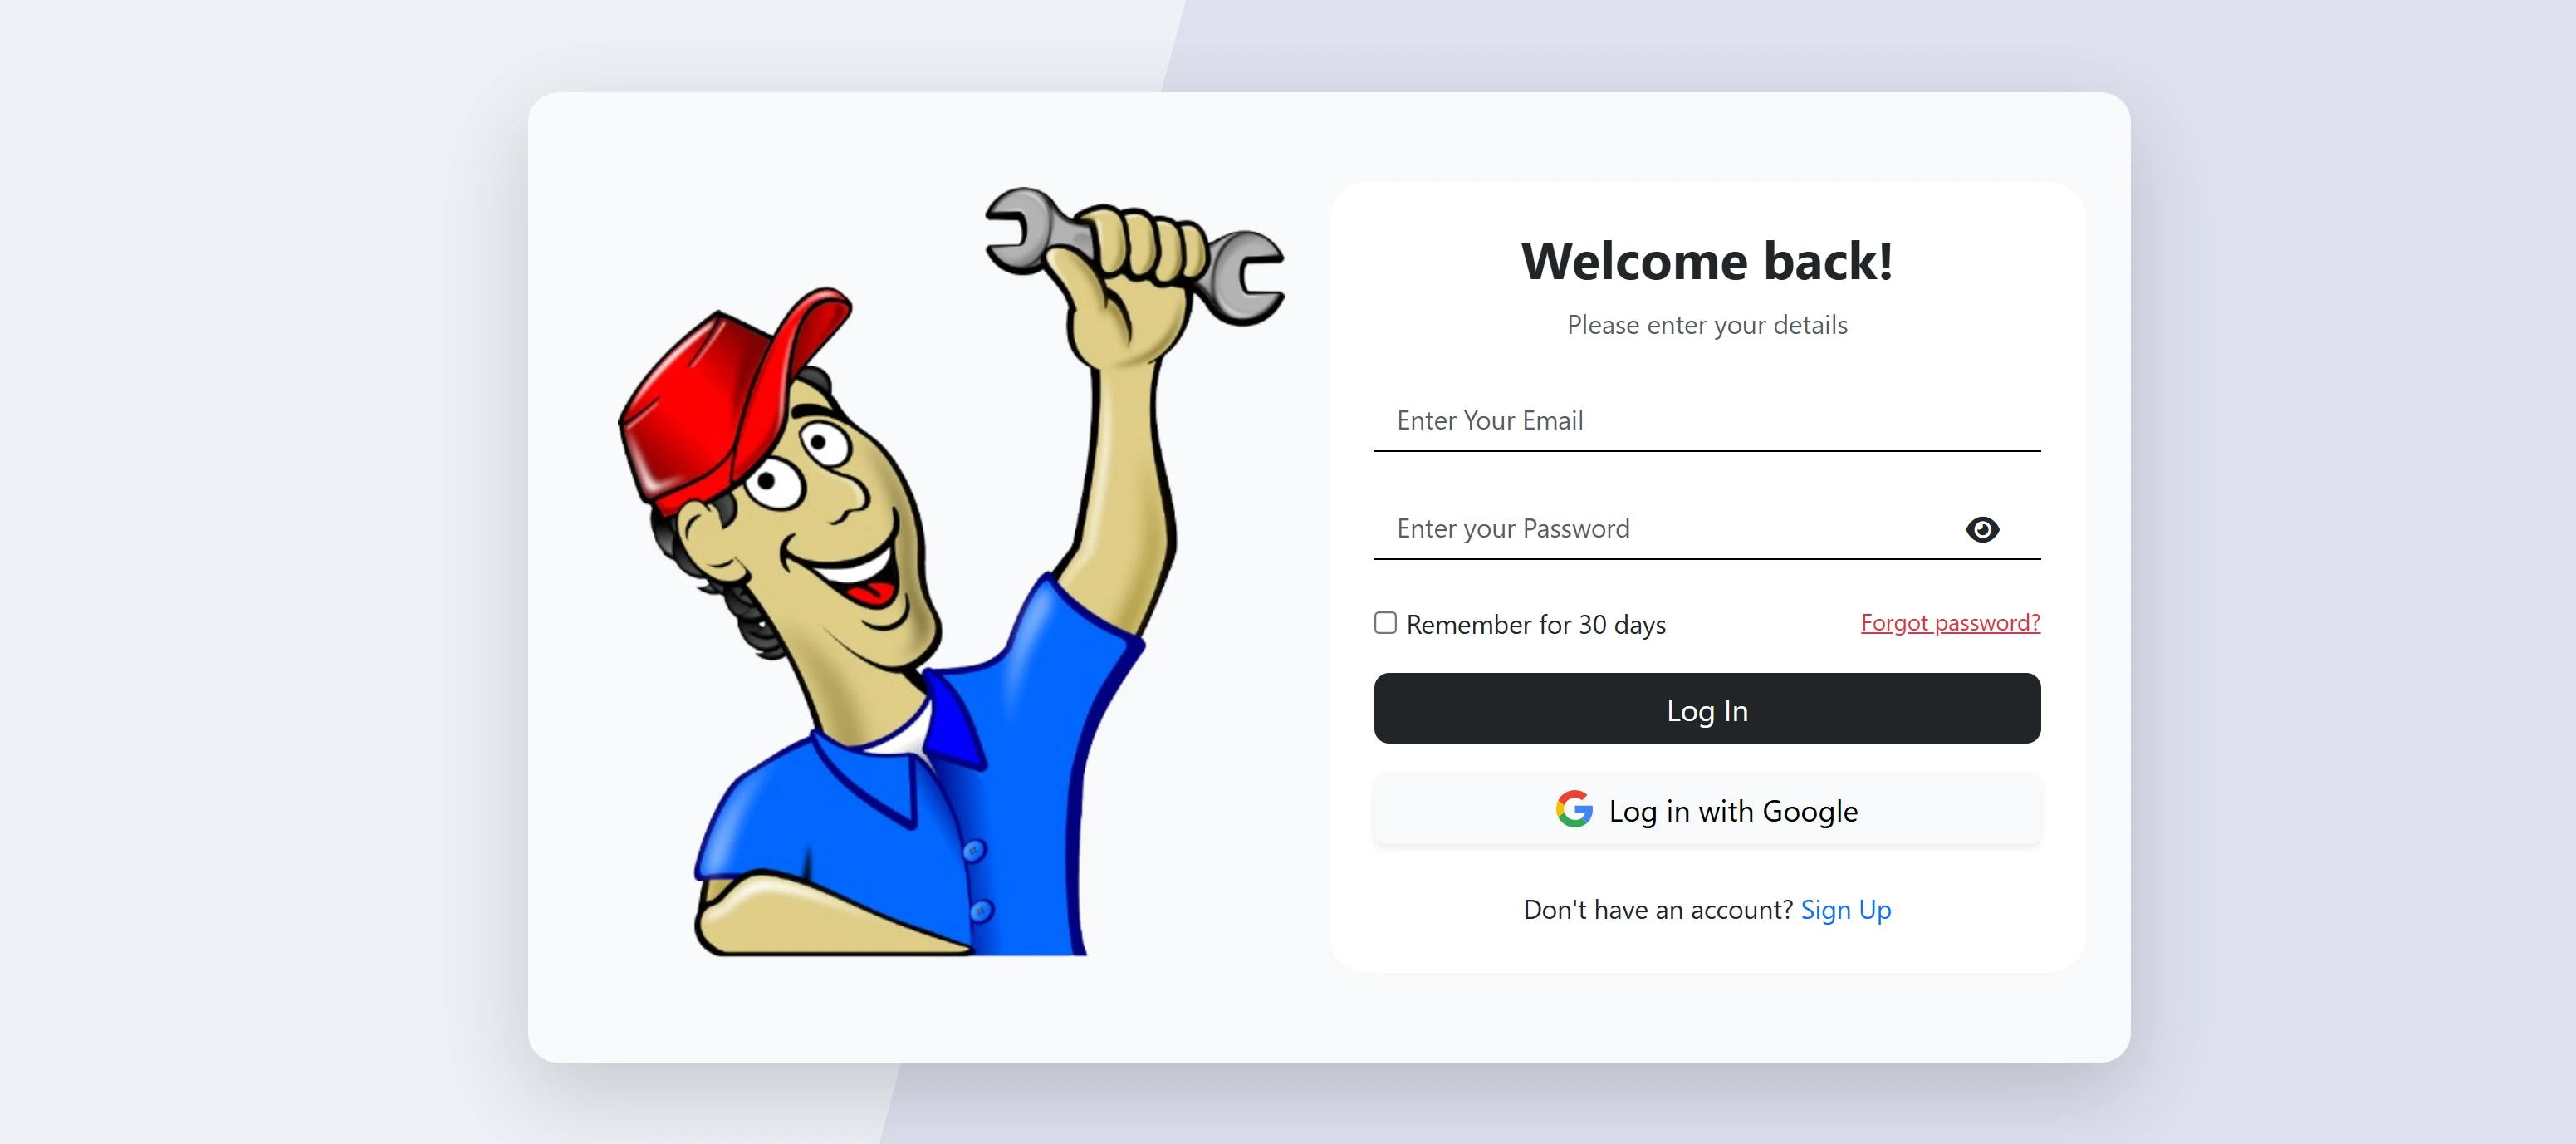 Welcome back!
Please enter your details
Enter Your Email
Enter your Password
Remember for 30 days
Forgot password?
Log In
Log in with Google
Don't have an account? Sign Up